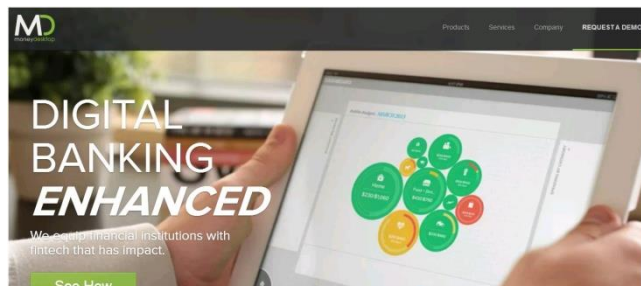 MD
moneydesktop
Products Services Company REQUEST A DEMO
DIGITAL
BANKING
ENHANCED
We equip financial institutions with
fintech that has impact.
See How